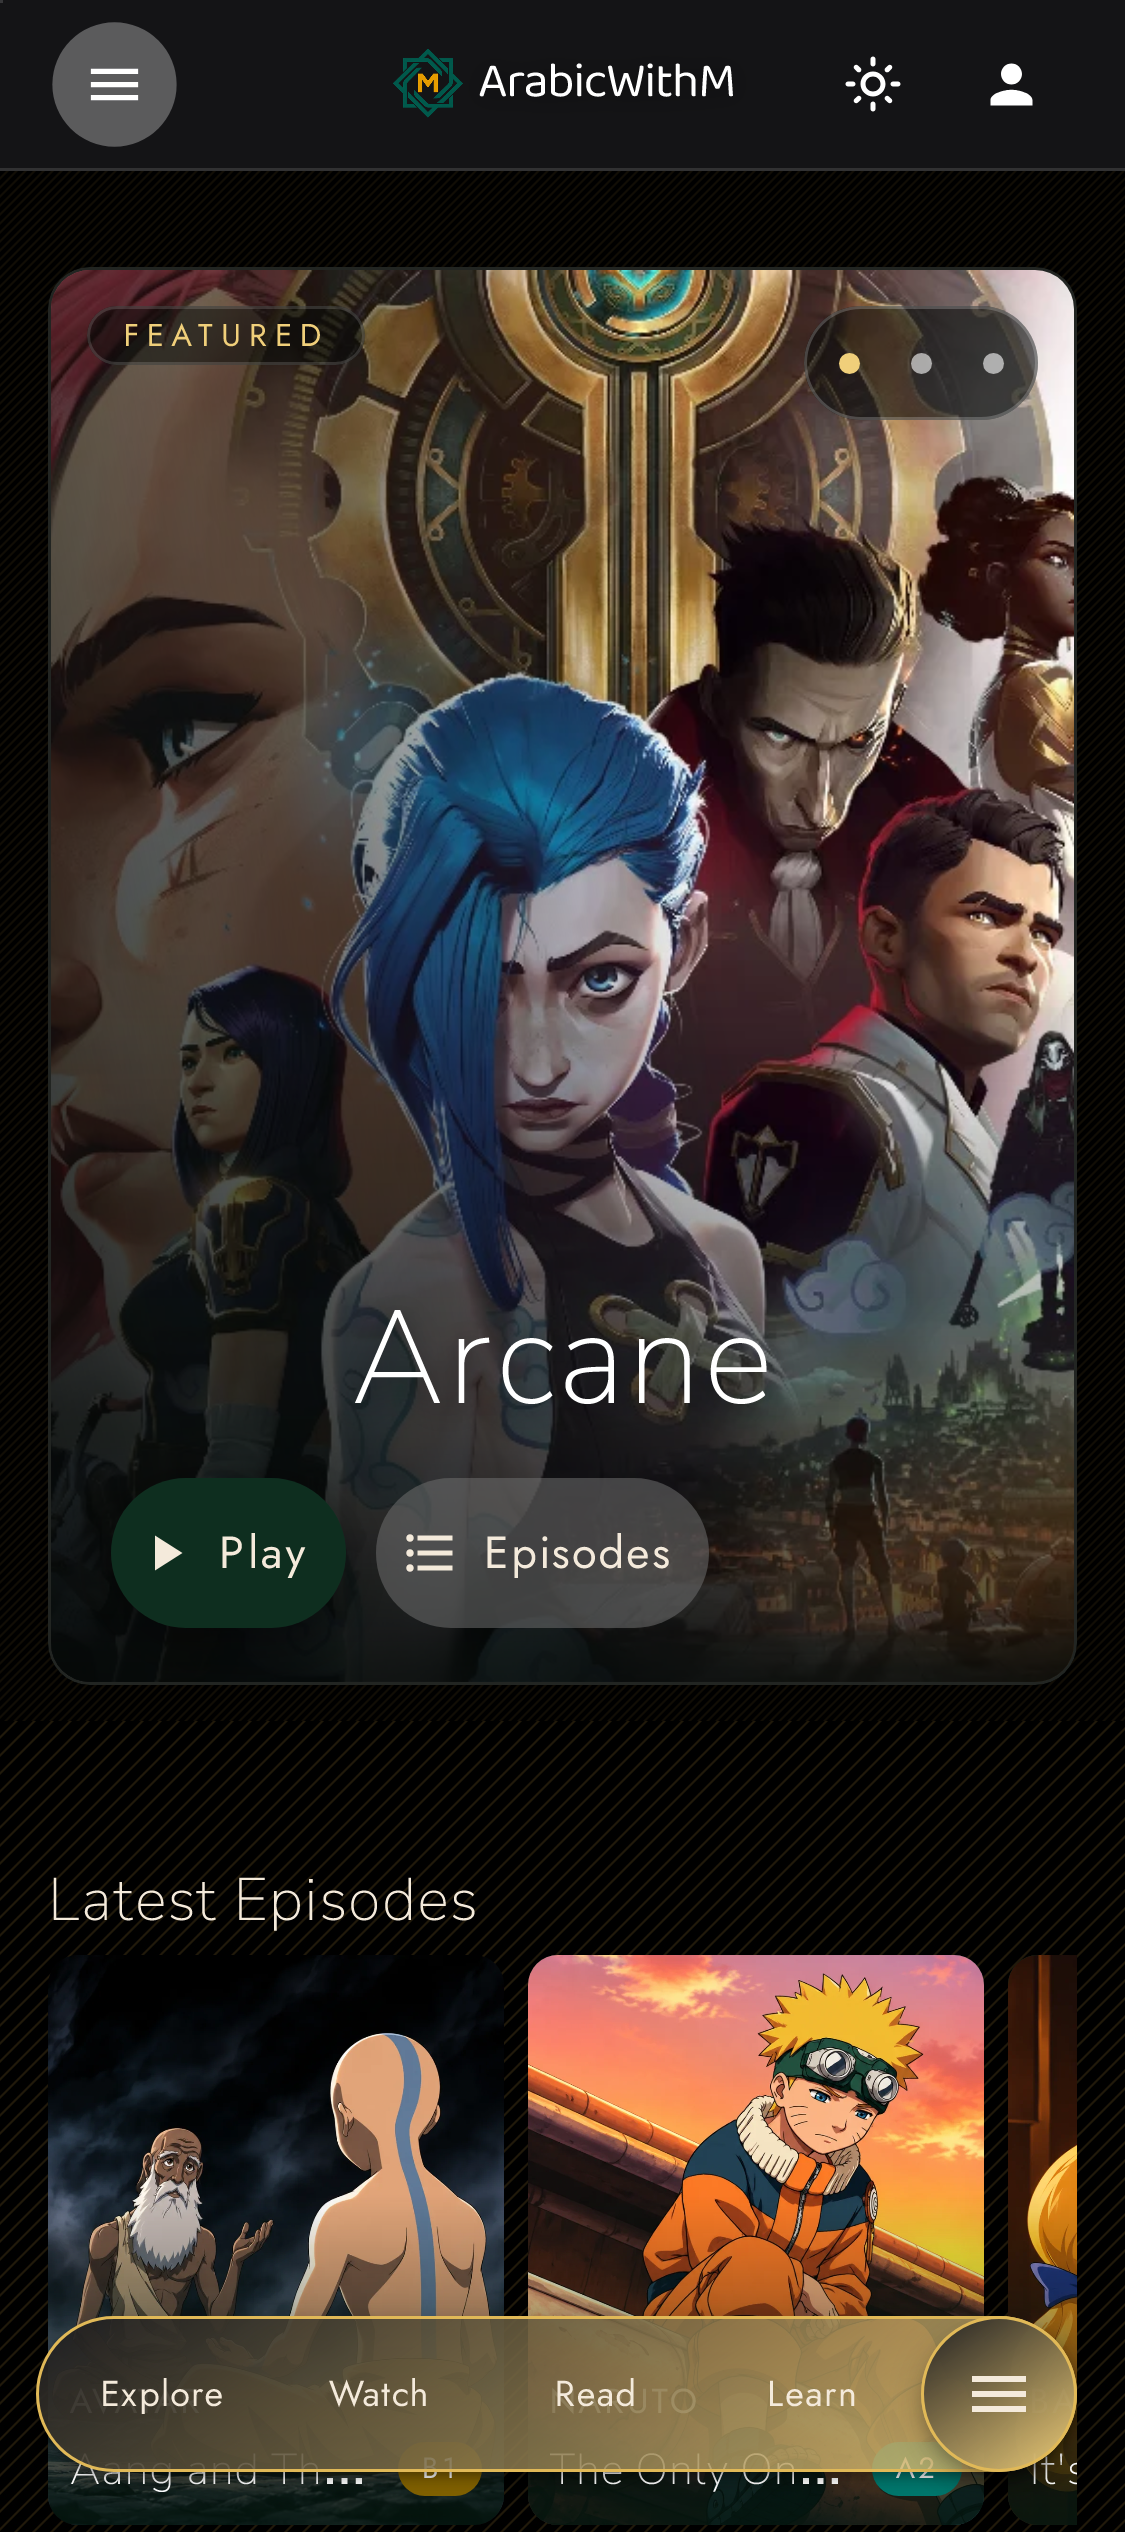 M ArabicWithM
FEATURED
Arcane
Play
Episodes
Latest Episodes
Explore
Watch
Read
Learn
Aang and Th...
B1
The Only On...
A2
It's